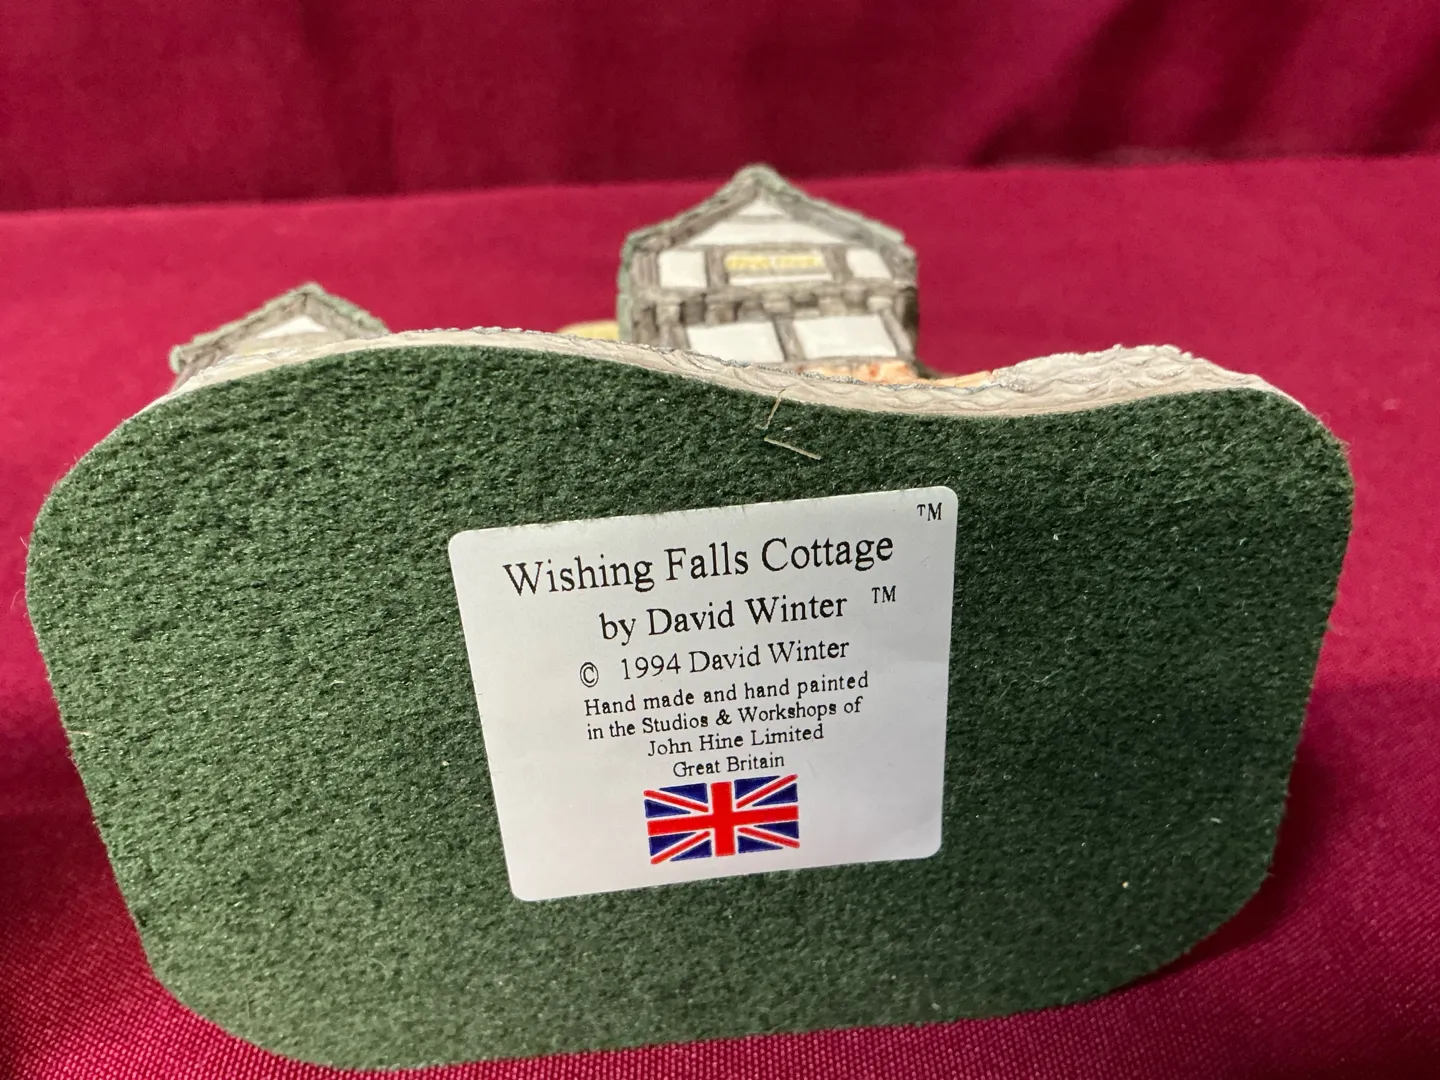 TM
Wishing Falls Cottage
by David Winter TM
© 1994 David Winter
Hand made and hand painted
in the Studios & Workshops of
John Hine Limited
Great Britain